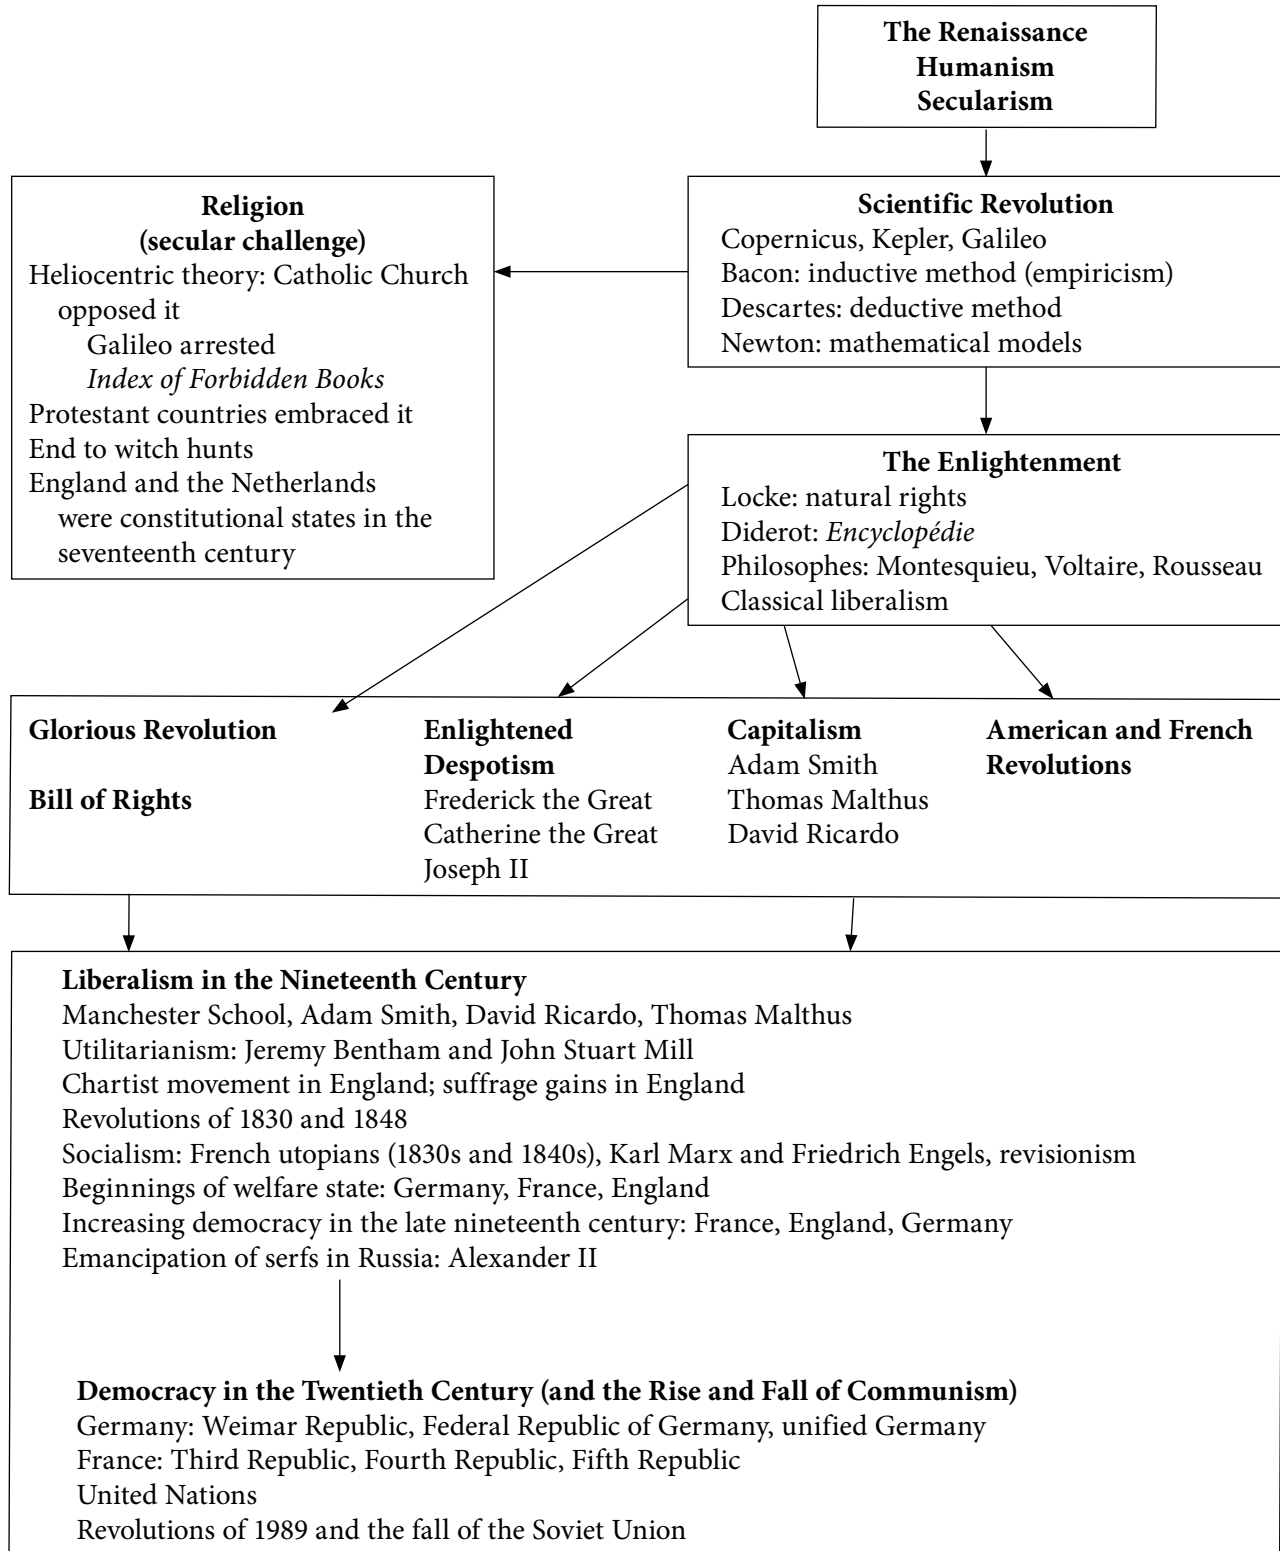 The Renaissance
Humanism
Secularism
Religion
(secular challenge)
Heliocentric theory: Catholic Church
opposed it
Galileo arrested
Index of Forbidden Books
Protestant countries embraced it
End to witch hunts
England and the Netherlands
were constitutional states in the
seventeenth century
Scientific Revolution
Copernicus, Kepler, Galileo
Bacon: inductive method (empiricism)
Descartes: deductive method
Newton: mathematical models
The Enlightenment
Locke: natural rights
Diderot: Encyclopédie
Philosophes: Montesquieu, Voltaire, Rousseau
Classical liberalism
Glorious Revolution
Bill of Rights
Enlightened
Despotism
Frederick the Great
Catherine the Great
Joseph II
Capitalism
Adam Smith
Thomas Malthus
David Ricardo
American and French
Revolutions
Liberalism in the Nineteenth Century
Manchester School, Adam Smith, David Ricardo, Thomas Malthus
Utilitarianism: Jeremy Bentham and John Stuart Mill
Chartist movement in England; suffrage gains in England
Revolutions of 1830 and 1848
Socialism: French utopians (1830s and 1840s), Karl Marx and Friedrich Engels, revisionism
Beginnings of welfare state: Germany, France, England
Increasing democracy in the late nineteenth century: France, England, Germany
Emancipation of serfs in Russia: Alexander II
Democracy in the Twentieth Century (and the Rise and Fall of Communism)
Germany: Weimar Republic, Federal Republic of Germany, unified Germany
France: Third Republic, Fourth Republic, Fifth Republic
United Nations
Revolutions of 1989 and the fall of the Soviet Union